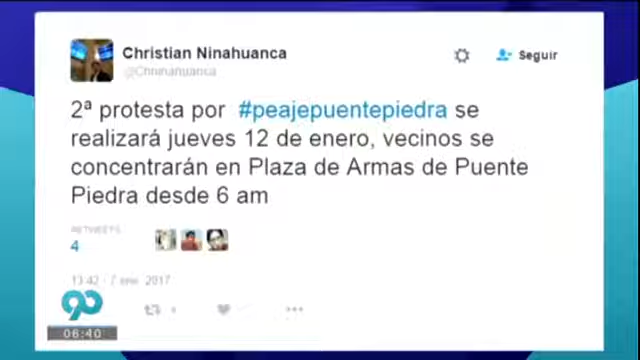 Christian Ninahuanca
@Chninahuanca
Seguir
2ª protesta por #peajepuentepiedra se
realizará jueves 12 de enero, vecinos se
concentrarán en Plaza de Armas de Puente
Piedra desde 6 am
RETWEETS
4
13:42 - 7 ene. 2017
90
06:40